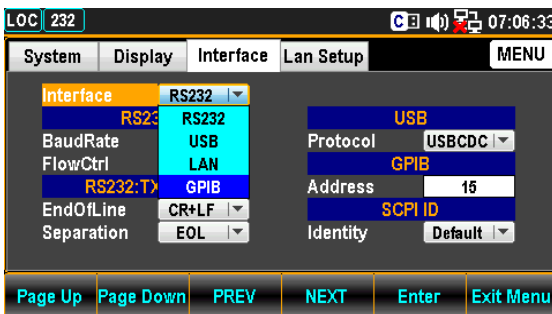 LOC 232 C 07:06:33
System Display Interface Lan Setup MENU
Interface RS232
RS23 RS232 USB
BaudRate USB Protocol USBCDC
FlowCtrl LAN GPIB
RS232:TX GPIB Address 15
EndOfLine CR+LF SCPI ID
Separation EOL Identity Default
Page Up Page Down PREV NEXT Enter Exit Menu